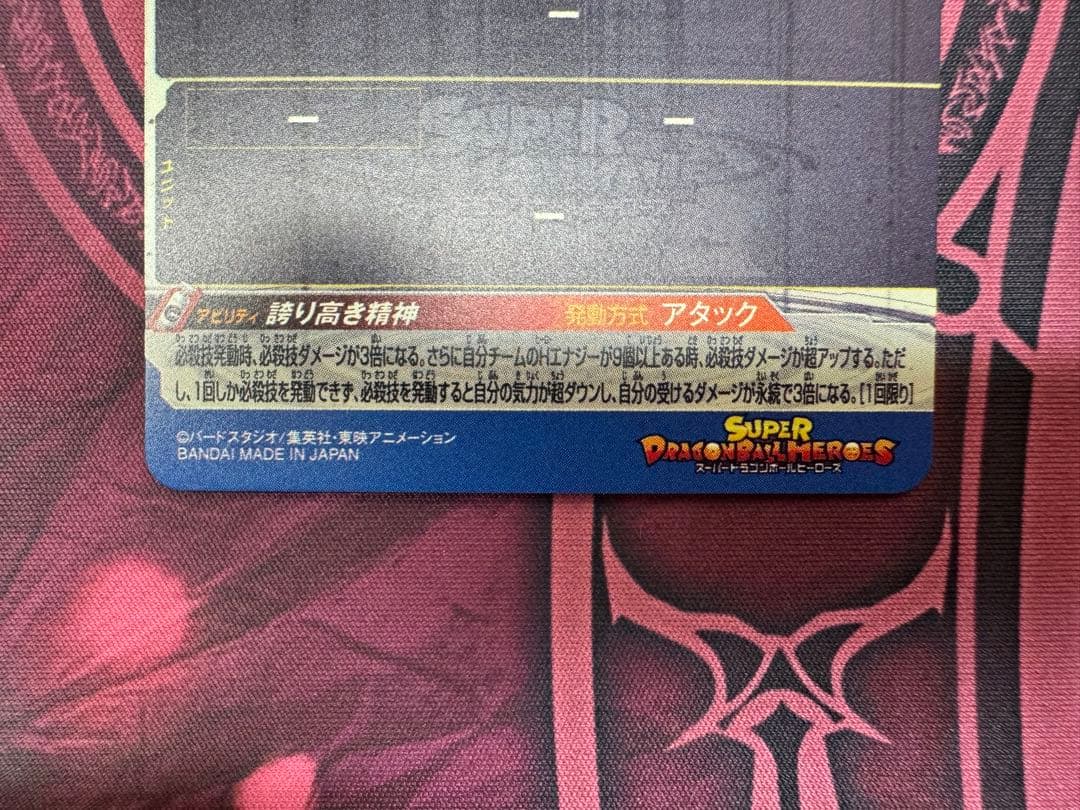 ユニット
アビリティ 誇り高き精神 発動方式 アタック
必殺技発動時、必殺技ダメージが3倍になる。さらに自分チームのHエナジーが9個以上ある時、必殺技ダメージが超アップする。ただ
し、1回しか必殺技を発動できず、必殺技を発動すると自分の気力が超ダウンし、自分の受けるダメージが永続で3倍になる。[1回限り]
©バードスタジオ/集英社・東映アニメーション
BANDAI MADE IN JAPAN
SUPER
DRAGONBALL HEROES
スーパードラゴンボールヒーローズ